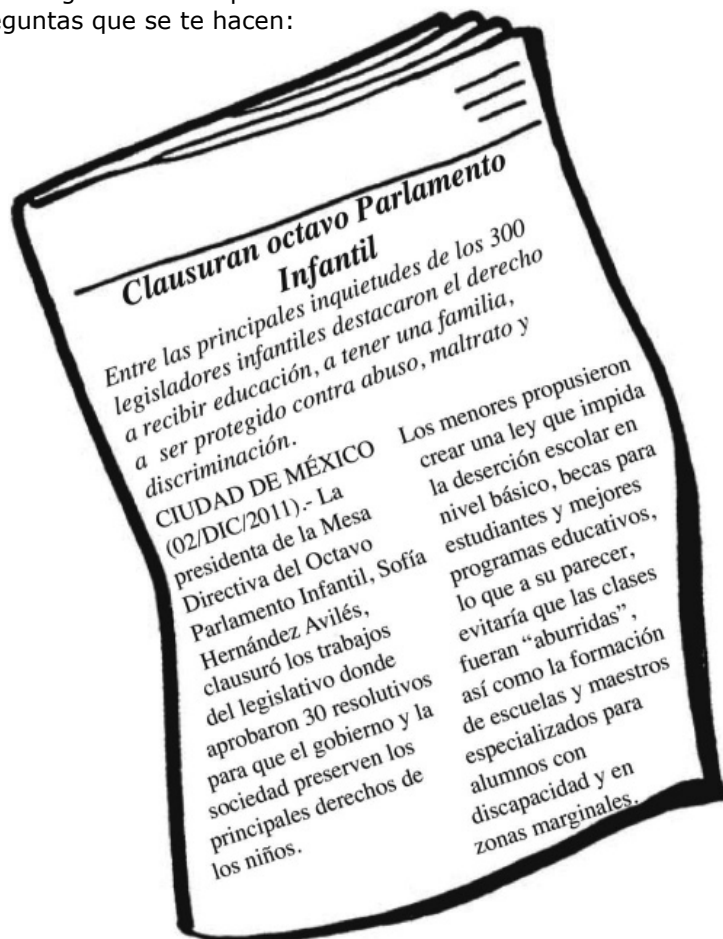 eguntas que se te hacen:
Clausuran octavo Parlamento
Infantil
Entre las principales inquietudes de los 300
legisladores infantiles destacaron el derecho
a recibir educación, a tener una familia,
a ser protegido contra abuso, maltrato y
discriminación.
CIUDAD DE MÉXICO
(02/DIC/2011).- La
presidenta de la Mesa
Directiva del Octavo
Parlamento Infantil, Sofía
Hernández Avilés,
clausuró los trabajos
del legislativo donde
aprobaron 30 resolutivos
para que el gobierno y la
sociedad preserven los
principales derechos de
los niños.
Los menores propusieron
crear una ley que impida
la deserción escolar en
nivel básico, becas para
estudiantes y mejores
programas educativos,
lo que a su parecer,
evitaría que las clases
fueran “aburridas”,
así como la formación
de escuelas y maestros
especializados para
alumnos con
discapacidad y en
zonas marginales.